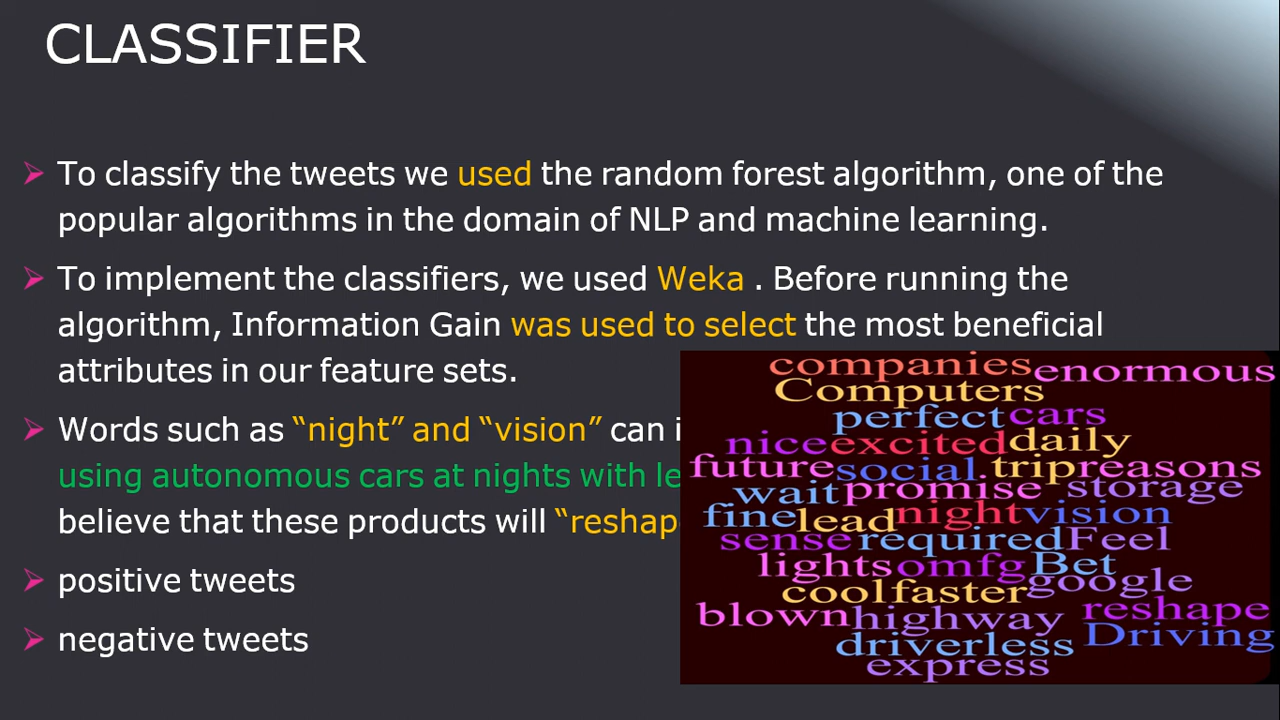 CLASSIFIER
To classify the tweets we used the random forest algorithm, one of the
popular algorithms in the domain of NLP and machine learning.
To implement the classifiers, we used Weka . Before running the
algorithm, Information Gain was used to select the most beneficial
attributes in our feature sets.
Words such as “night” and “vision” can i
using autonomous cars at nights with le
believe that these products will “reshap
positive tweets
negative tweets
companies enormous
Computers
perfect cars
nice excited daily
future social. trip reasons
wait promise storage
fine lead night vision
sense required Feel
lights omfg Bet
cool faster google
blown highway reshape
driverless Driving
express